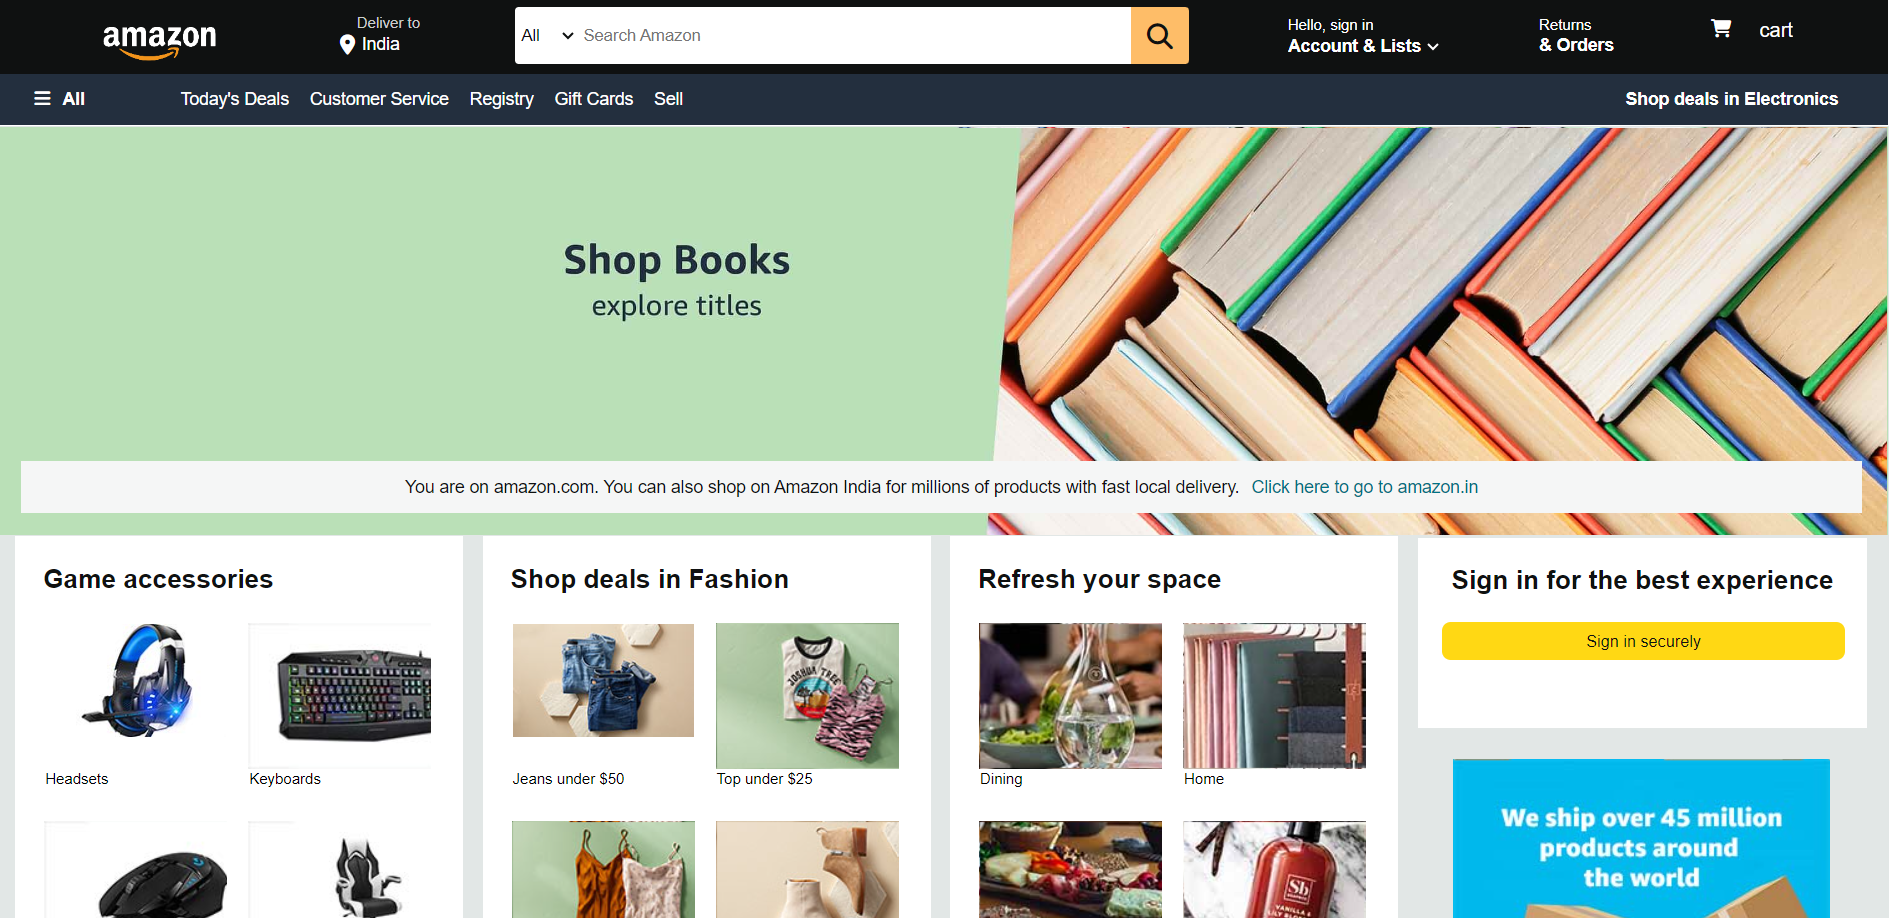 amazon
Deliver to
India
All
Search Amazon
Hello, sign in
Account & Lists
Returns
& Orders
cart
All
Today's Deals
Customer Service
Registry
Gift Cards
Sell
Shop deals in Electronics
Shop Books
explore titles
You are on amazon.com. You can also shop on Amazon India for millions of products with fast local delivery. Click here to go to amazon.in
Game accessories
Headsets
Keyboards
Shop deals in Fashion
JOSHUA TREE
Jeans under $50
Top under $25
Refresh your space
Dining
Home
Sb
VANILLA &
Sign in for the best experience
Sign in securely
We ship over 45 million
products around
the world